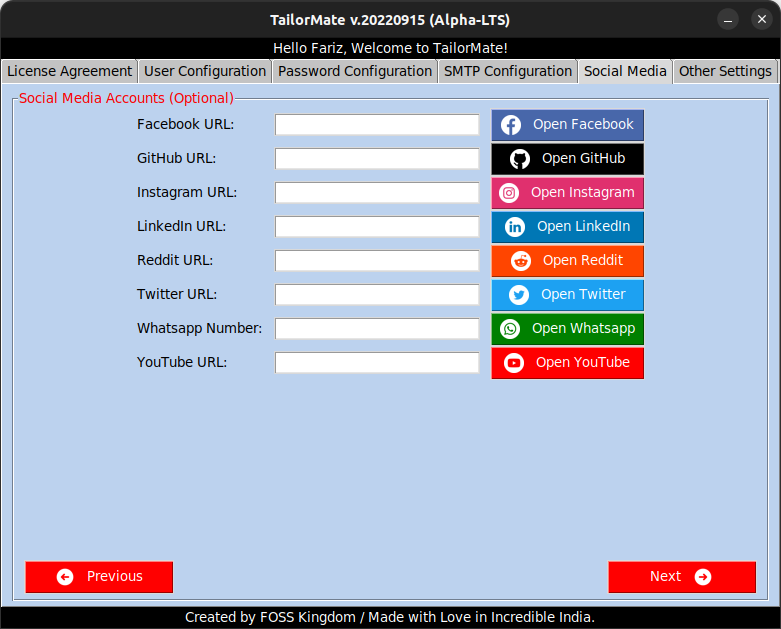 TailorMate v.20220915 (Alpha-LTS)
Hello Fariz, Welcome to TailorMate!
License Agreement User Configuration Password Configuration SMTP Configuration Social Media Other Settings
Social Media Accounts (Optional)
Facebook URL: Open Facebook
GitHub URL: Open GitHub
Instagram URL: Open Instagram
LinkedIn URL: Open LinkedIn
Reddit URL: Open Reddit
Twitter URL: Open Twitter
Whatsapp Number: Open Whatsapp
YouTube URL: Open YouTube
Previous Next
Created by FOSS Kingdom / Made with Love in Incredible India.